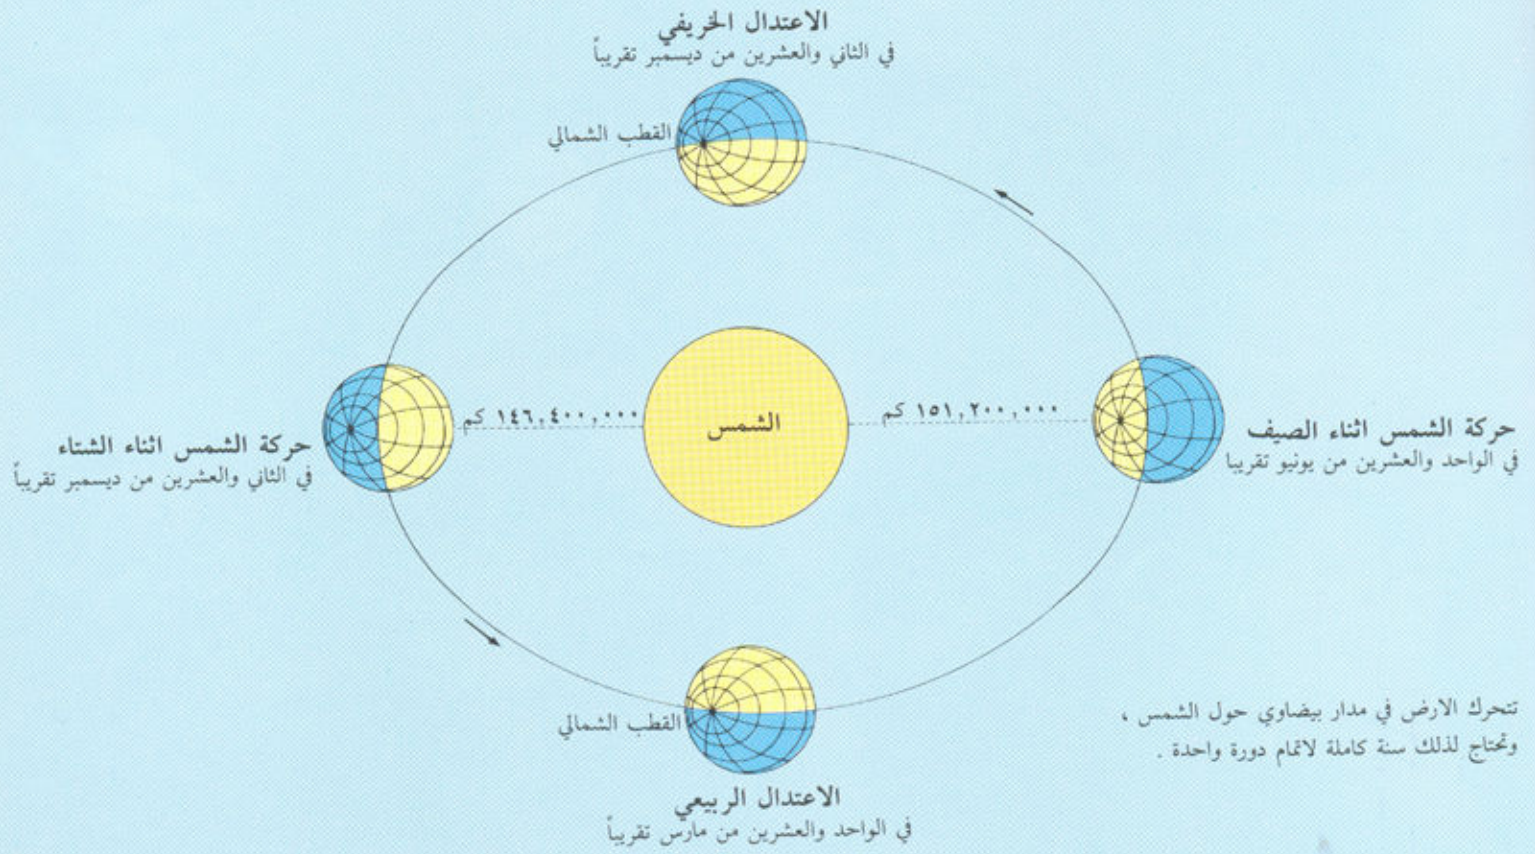 الاعتدال الخريفي
في الثاني والعشرين من ديسمبر تقريباً
القطب الشمالي
١٥١,٢٠٠,٠٠٠ كم
الشمس
١٤٦,٤٠٠,٠٠٠ كم
حركة الشمس اثناء الصيف
في الواحد والعشرين من يونيو تقريبا
حركة الشمس اثناء الشتاء
في الثاني والعشرين من ديسمبر تقريباً
القطب الشمالي
الاعتدال الربيعي
في الواحد والعشرين من مارس تقريباً
تتحرك الارض في مدار بيضاوي حول الشمس ،
وتحتاج لذلك سنة كاملة لاتمام دورة واحدة .